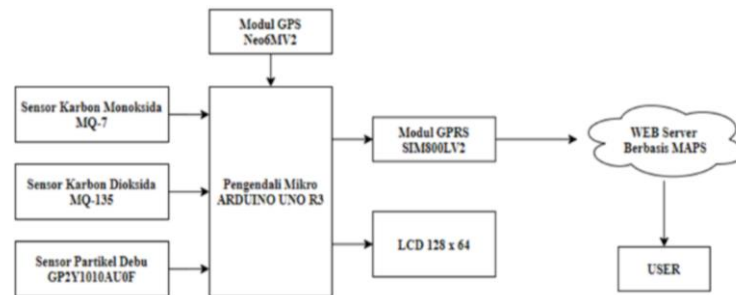 Modul GPS
Neo6MV2
Sensor Karbon Monoksida
MQ-7
Sensor Karbon Dioksida
MQ-135
Sensor Partikel Debu
GP2Y1010AU0F
Pengendali Mikro
ARDUINO UNO R3
Modul GPRS
SIM800LV2
LCD 128 x 64
WEB Server
Berbasis MAPS
USER